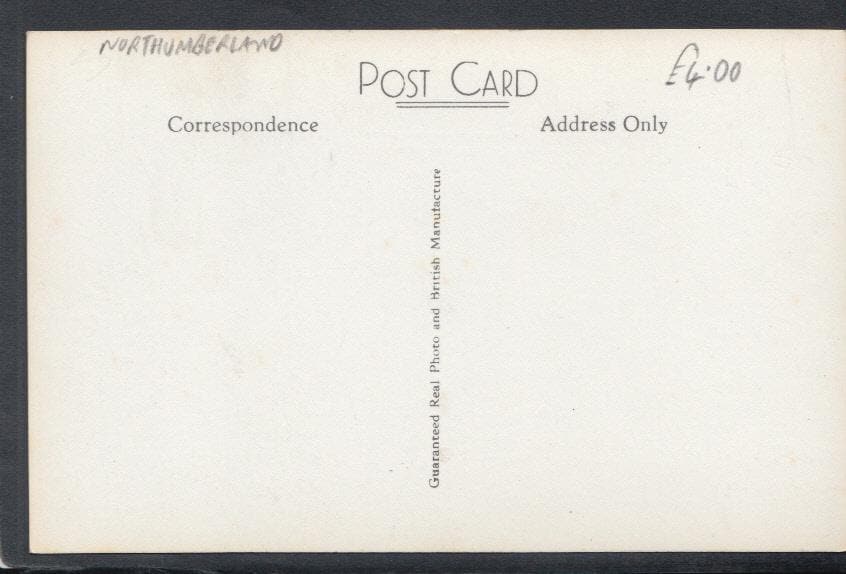 NORTHUMBERLAND
£4.00
POST CARD
Correspondence
Address Only
Guaranteed Real Photo and British Manufacture